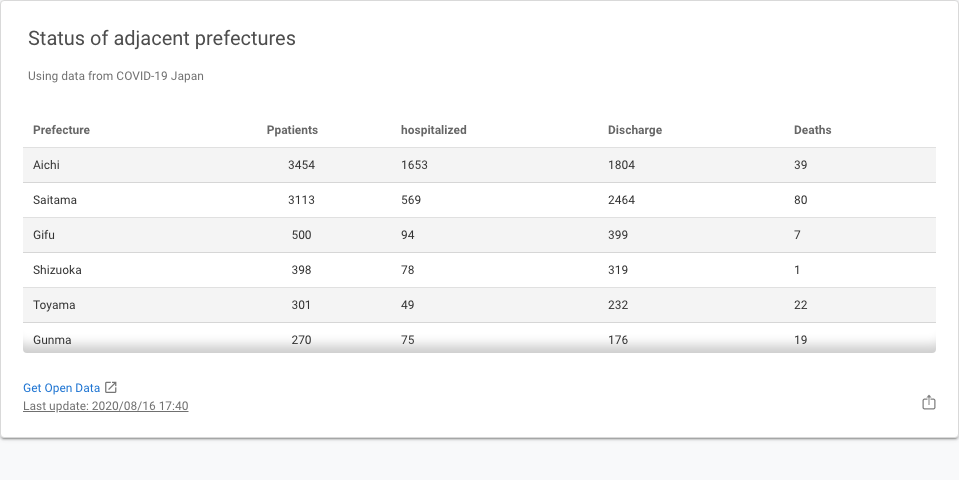 Status of adjacent prefectures
Using data from COVID-19 Japan
Prefecture Ppatients hospitalized Discharge Deaths
Aichi 3454 1653 1804 39
Saitama 3113 569 2464 80
Gifu 500 94 399 7
Shizuoka 398 78 319 1
Toyama 301 49 232 22
Gunma 270 75 176 19
Get Open Data
Last update: 2020/08/16 17:40